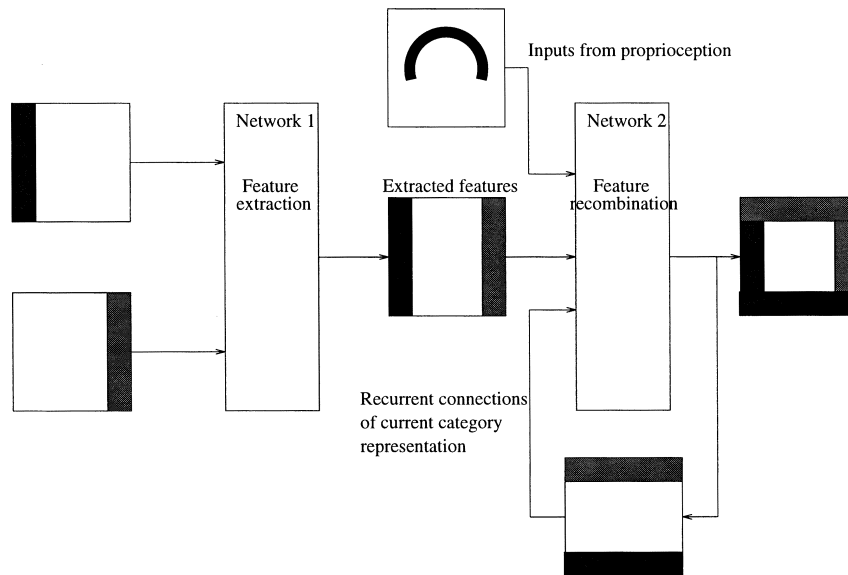 Inputs from proprioception
Network 1
Network 2
Feature
extraction
Extracted features
Feature
recombination
Recurrent connections
of current category
representation